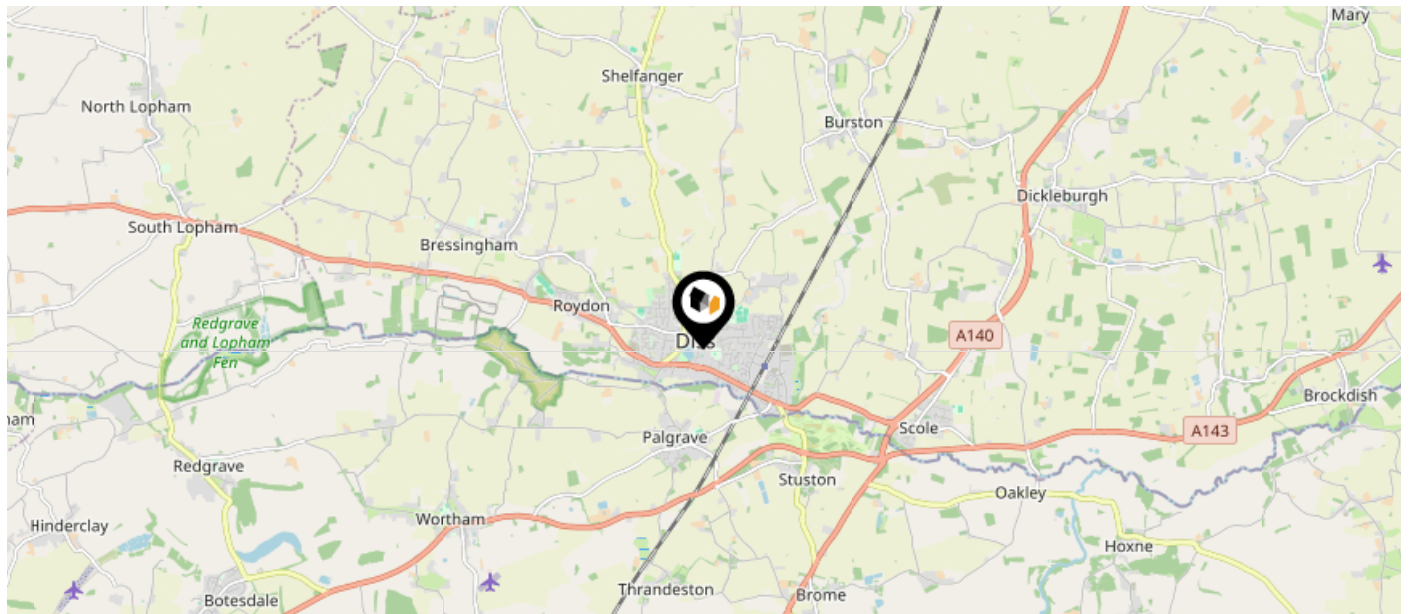 Mary
Shelfanger
North Lopham
Burston
Dickleburgh
South Lopham
Bressingham
Roydon
Redgrave
and Lopham
Fen
Diss
A140
Brockdish
ham
Scole
A143
Palgrave
Redgrave
Stuston
Oakley
Wortham
Hinderclay
Hoxne
Thrandeston
Brome
Botesdale